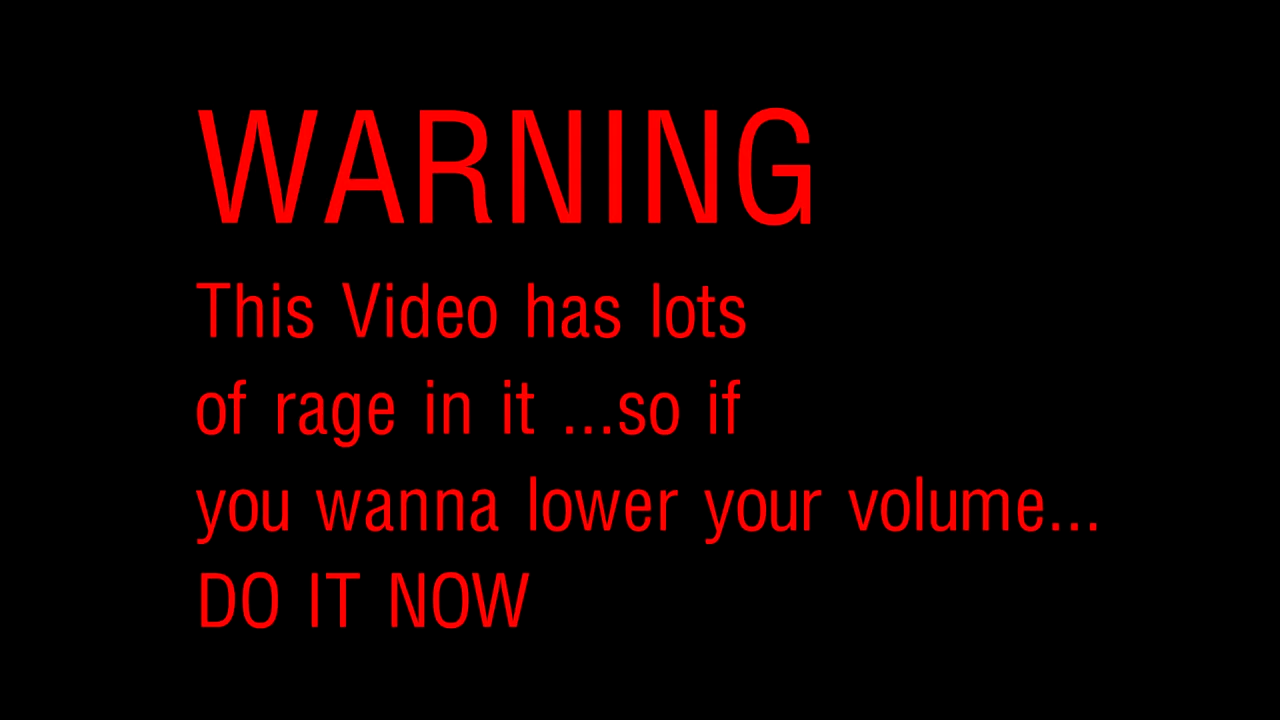 WARNING
This Video has lots
of rage in it ...so if
you wanna lower your volume...
DO IT NOW